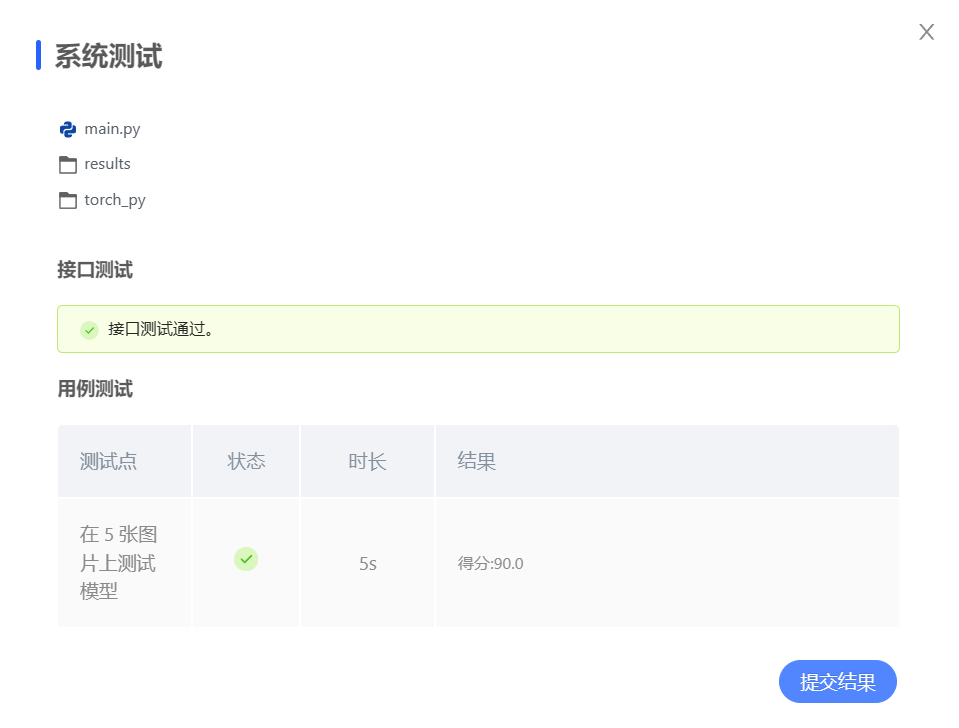 系统测试
X
main.py
results
torch_py
接口测试
接口测试通过。
用例测试
测试点 状态 时长 结果
在 5 张图
片上测试
模型
5s
得分:90.0
提交结果